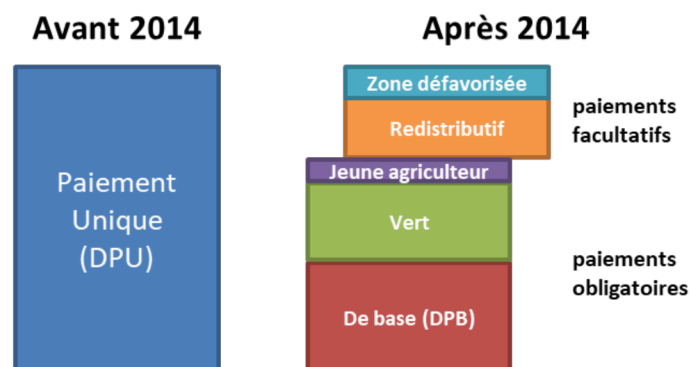 Avant 2014
Après 2014
Paiement
Unique
(DPU)
Zone défavorisée
Redistributif
Jeune agriculteur
Vert
De base (DPB)
paiements
facultatifs
paiements
obligatoires